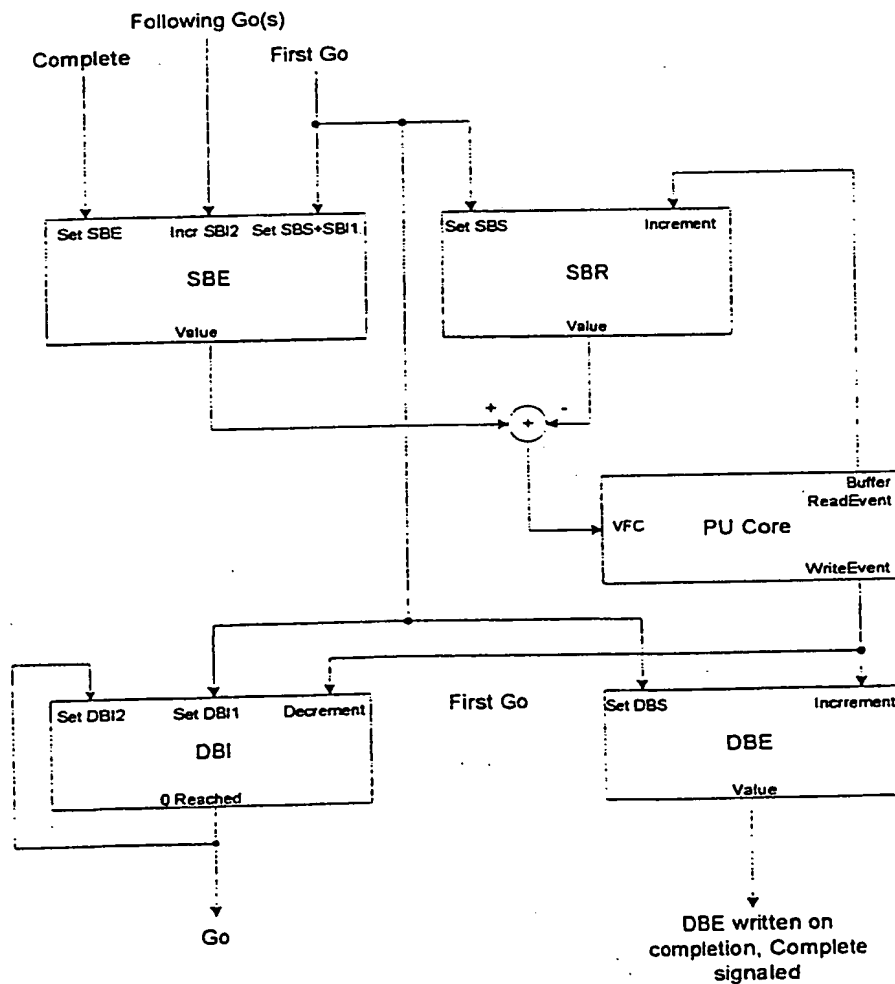 Following Go(s)
Complete
First Go
Set SBE
Incr SBI2
Set SBS+SBI1.
SBE
Value
Set SBS
Increment
SBR
Value
+
-
+
Buffer
ReadEvent
VFC
PU Core
WriteEvent
Set DBI2
Set DBI1
Decrement
DBI
0 Reached
First Go
Set DBS
Incrrement
DBE
Value
Go
DBE written on
completion, Complete
signaled